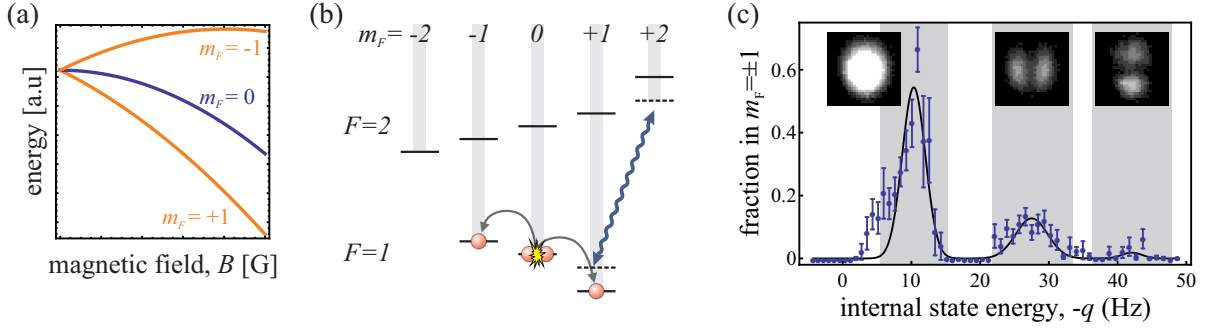 (a)
energy [a.u]
m_F = -1
m_F = 0
m_F = +1
magnetic field, B [G]
(b)
m_F= -2 -1 0 +1 +2
F=2
F=1
(c)
fraction in m_F=±1
0.6
0.4
0.2
0
0 10 20 30 40 50
internal state energy, -q (Hz)